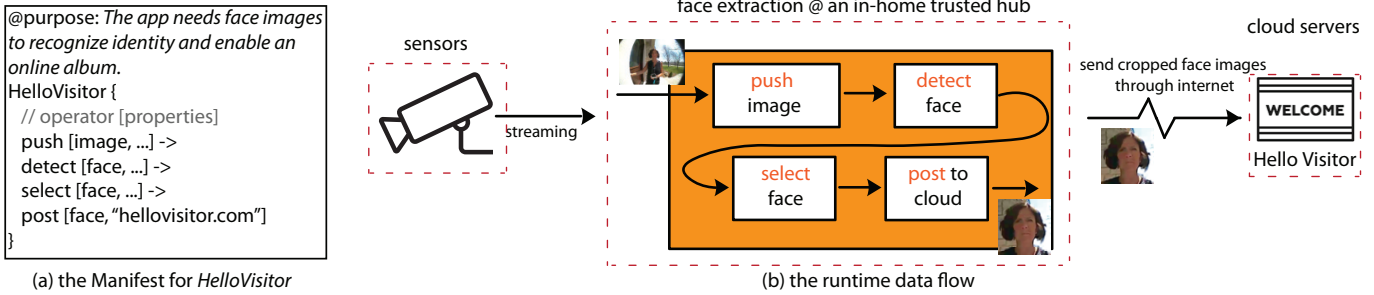 @purpose: The app needs face images
to recognize identity and enable an
online album.
HelloVisitor {
// operator [properties]
push [image, ...] ->
detect [face, ...] ->
select [face, ...] ->
post [face, “hellovisitor.com”]
}
(a) the Manifest for HelloVisitor
sensors
streaming
face extraction @ an in-home trusted hub
push
image
detect
face
select
face
post to
cloud
(b) the runtime data flow
send cropped face images
through internet
cloud servers
WELCOME
Hello Visitor